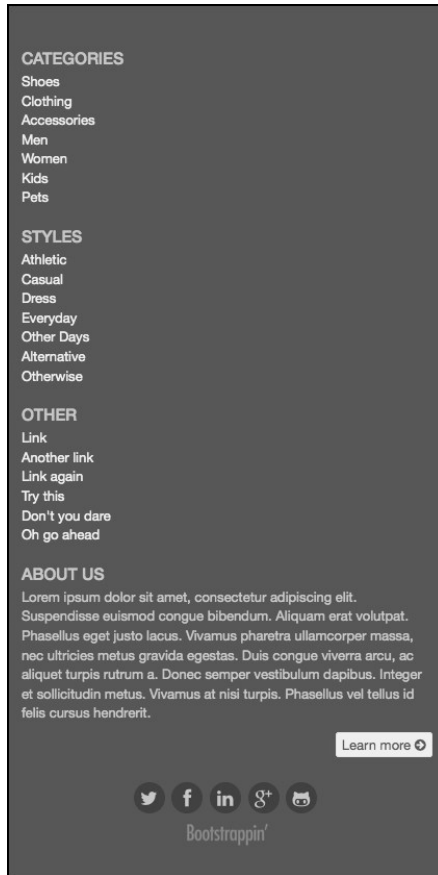 CATEGORIES
Shoes
Clothing
Accessories
Men
Women
Kids
Pets
STYLES
Athletic
Casual
Dress
Everyday
Other Days
Alternative
Otherwise
OTHER
Link
Another link
Link again
Try this
Don't you dare
Oh go ahead
ABOUT US
Lorem ipsum dolor sit amet, consectetur adipiscing elit.
Suspendisse euismod congue bibendum. Aliquam erat volutpat.
Phasellus eget justo lacus. Vivamus pharetra ullamcorper massa,
nec ultricies metus gravida egestas. Duis congue viverra arcu, ac
aliquet turpis rutrum a. Donec semper vestibulum dapibus. Integer
et sollicitudin metus. Vivamus at nisi turpis. Phasellus vel tellus id
felis cursus hendrerit.
Learn more
f in g+
Bootstrappin'